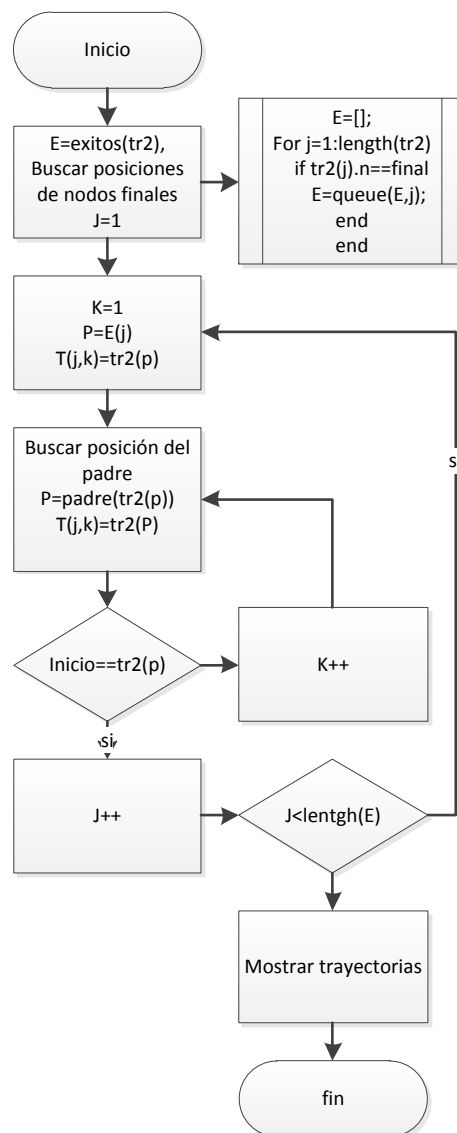 Inicio
E=exitos(tr2),
Buscar posiciones
de nodos finales
J=1
E=[];
For j=1:length(tr2)
if tr2(j).n==final
E=queue(E,j);
end
end
K=1
P=E(j)
T(j,k)=tr2(p)
Buscar posición del
padre
P=padre(tr2(p))
T(j,k)=tr2(P)
Inicio==tr2(p)
K++
si
J++
J<lentgh(E)
s
Mostrar trayectorias
fin